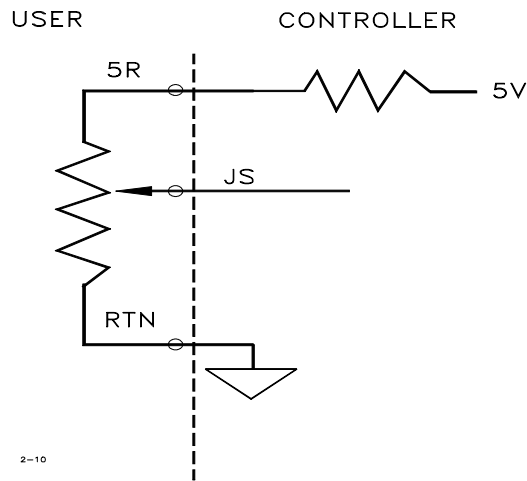 USER
CONTROLLER
5R
5V
JS
RTN
2-10